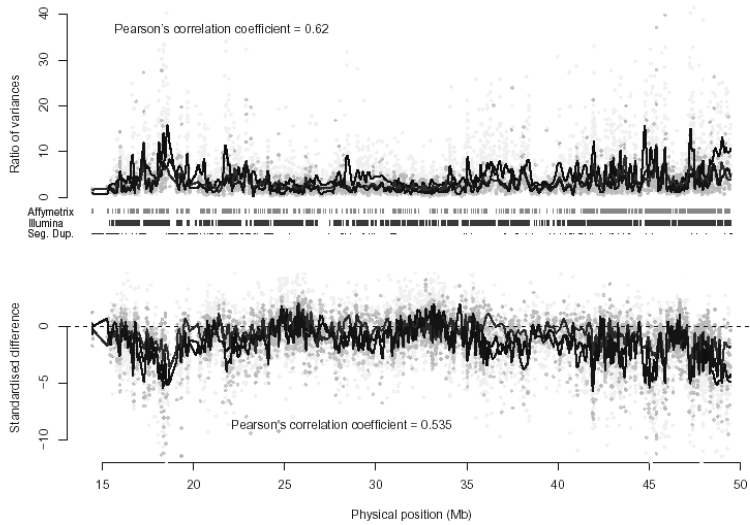 40
Pearson's correlation coefficient = 0.62
30
Ratio of variances
20
10
0
Affymetrix
Illumina
Seg. Dup.
0
Standardised difference
−5
−10
Pearson's correlation coefficient = 0.535
15 20 25 30 35 40 45 50
Physical position (Mb)